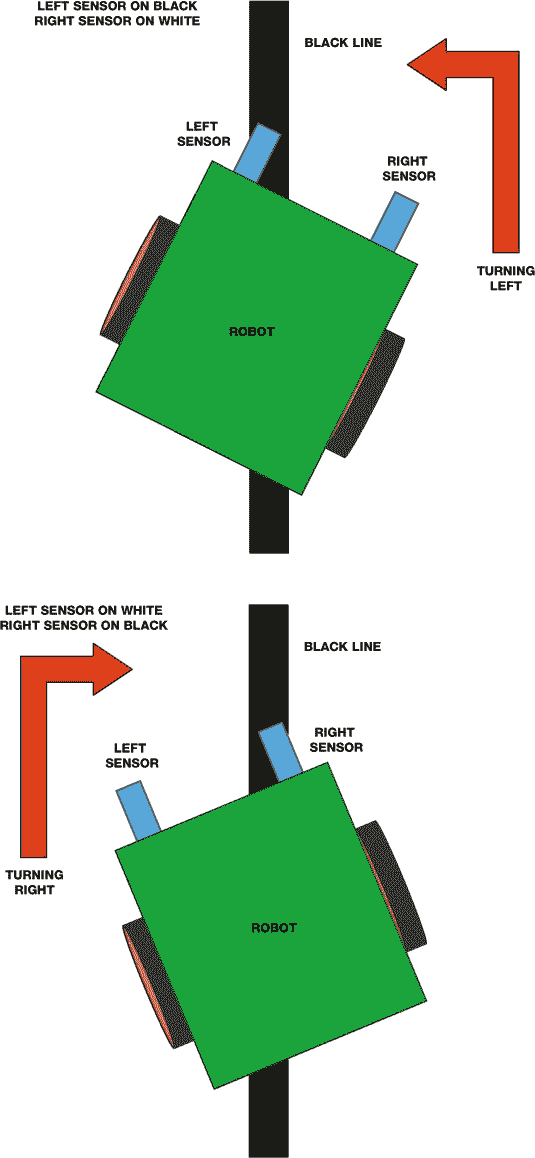 LEFT SENSOR ON BLACK
RIGHT SENSOR ON WHITE
BLACK LINE
LEFT
SENSOR
RIGHT
SENSOR
TURNING
LEFT
ROBOT
LEFT SENSOR ON WHITE
RIGHT SENSOR ON BLACK
BLACK LINE
RIGHT
SENSOR
LEFT
SENSOR
TURNING
RIGHT
ROBOT